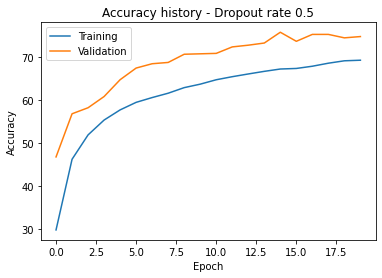 Accuracy history - Dropout rate 0.5
Training
Validation
70
60
50
40
30
Accuracy
0.0 2.5 5.0 7.5 10.0 12.5 15.0 17.5
Epoch